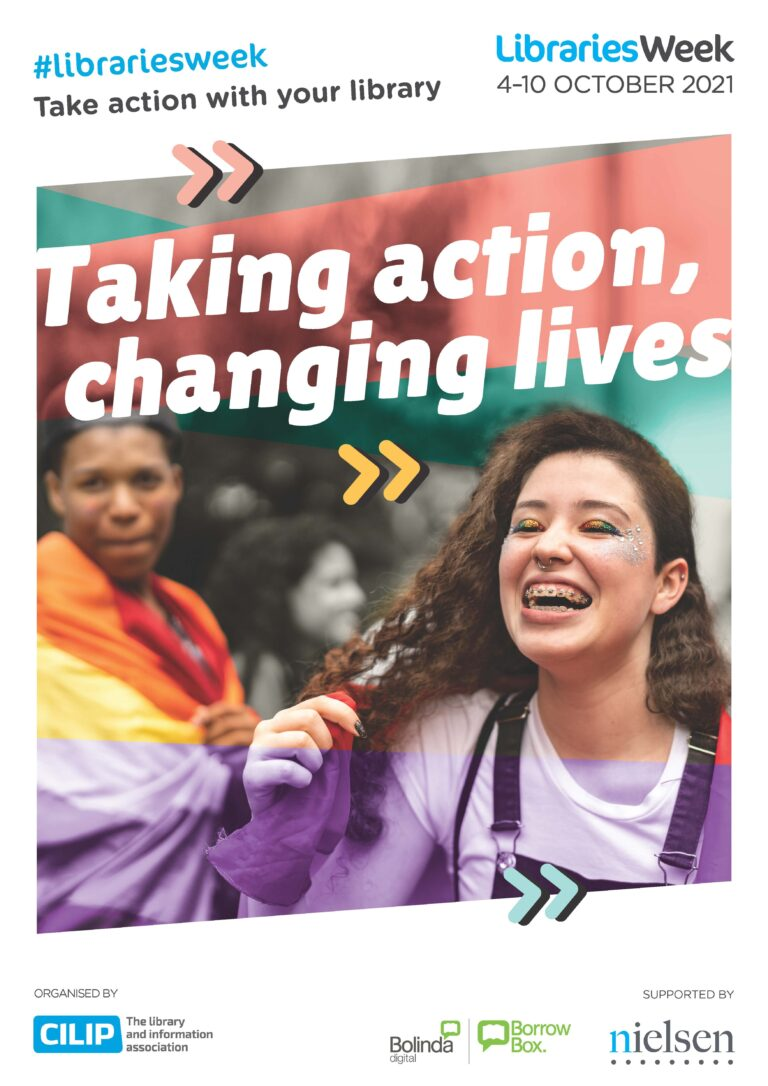 #librariesweek
Take action with your library
LibrariesWeek
4-10 OCTOBER 2021
Taking action,
changing lives
ORGANISED BY
CILIP
The library
and information
association
Bolinda
digital
Borrow
Box.
SUPPORTED BY
nielsen